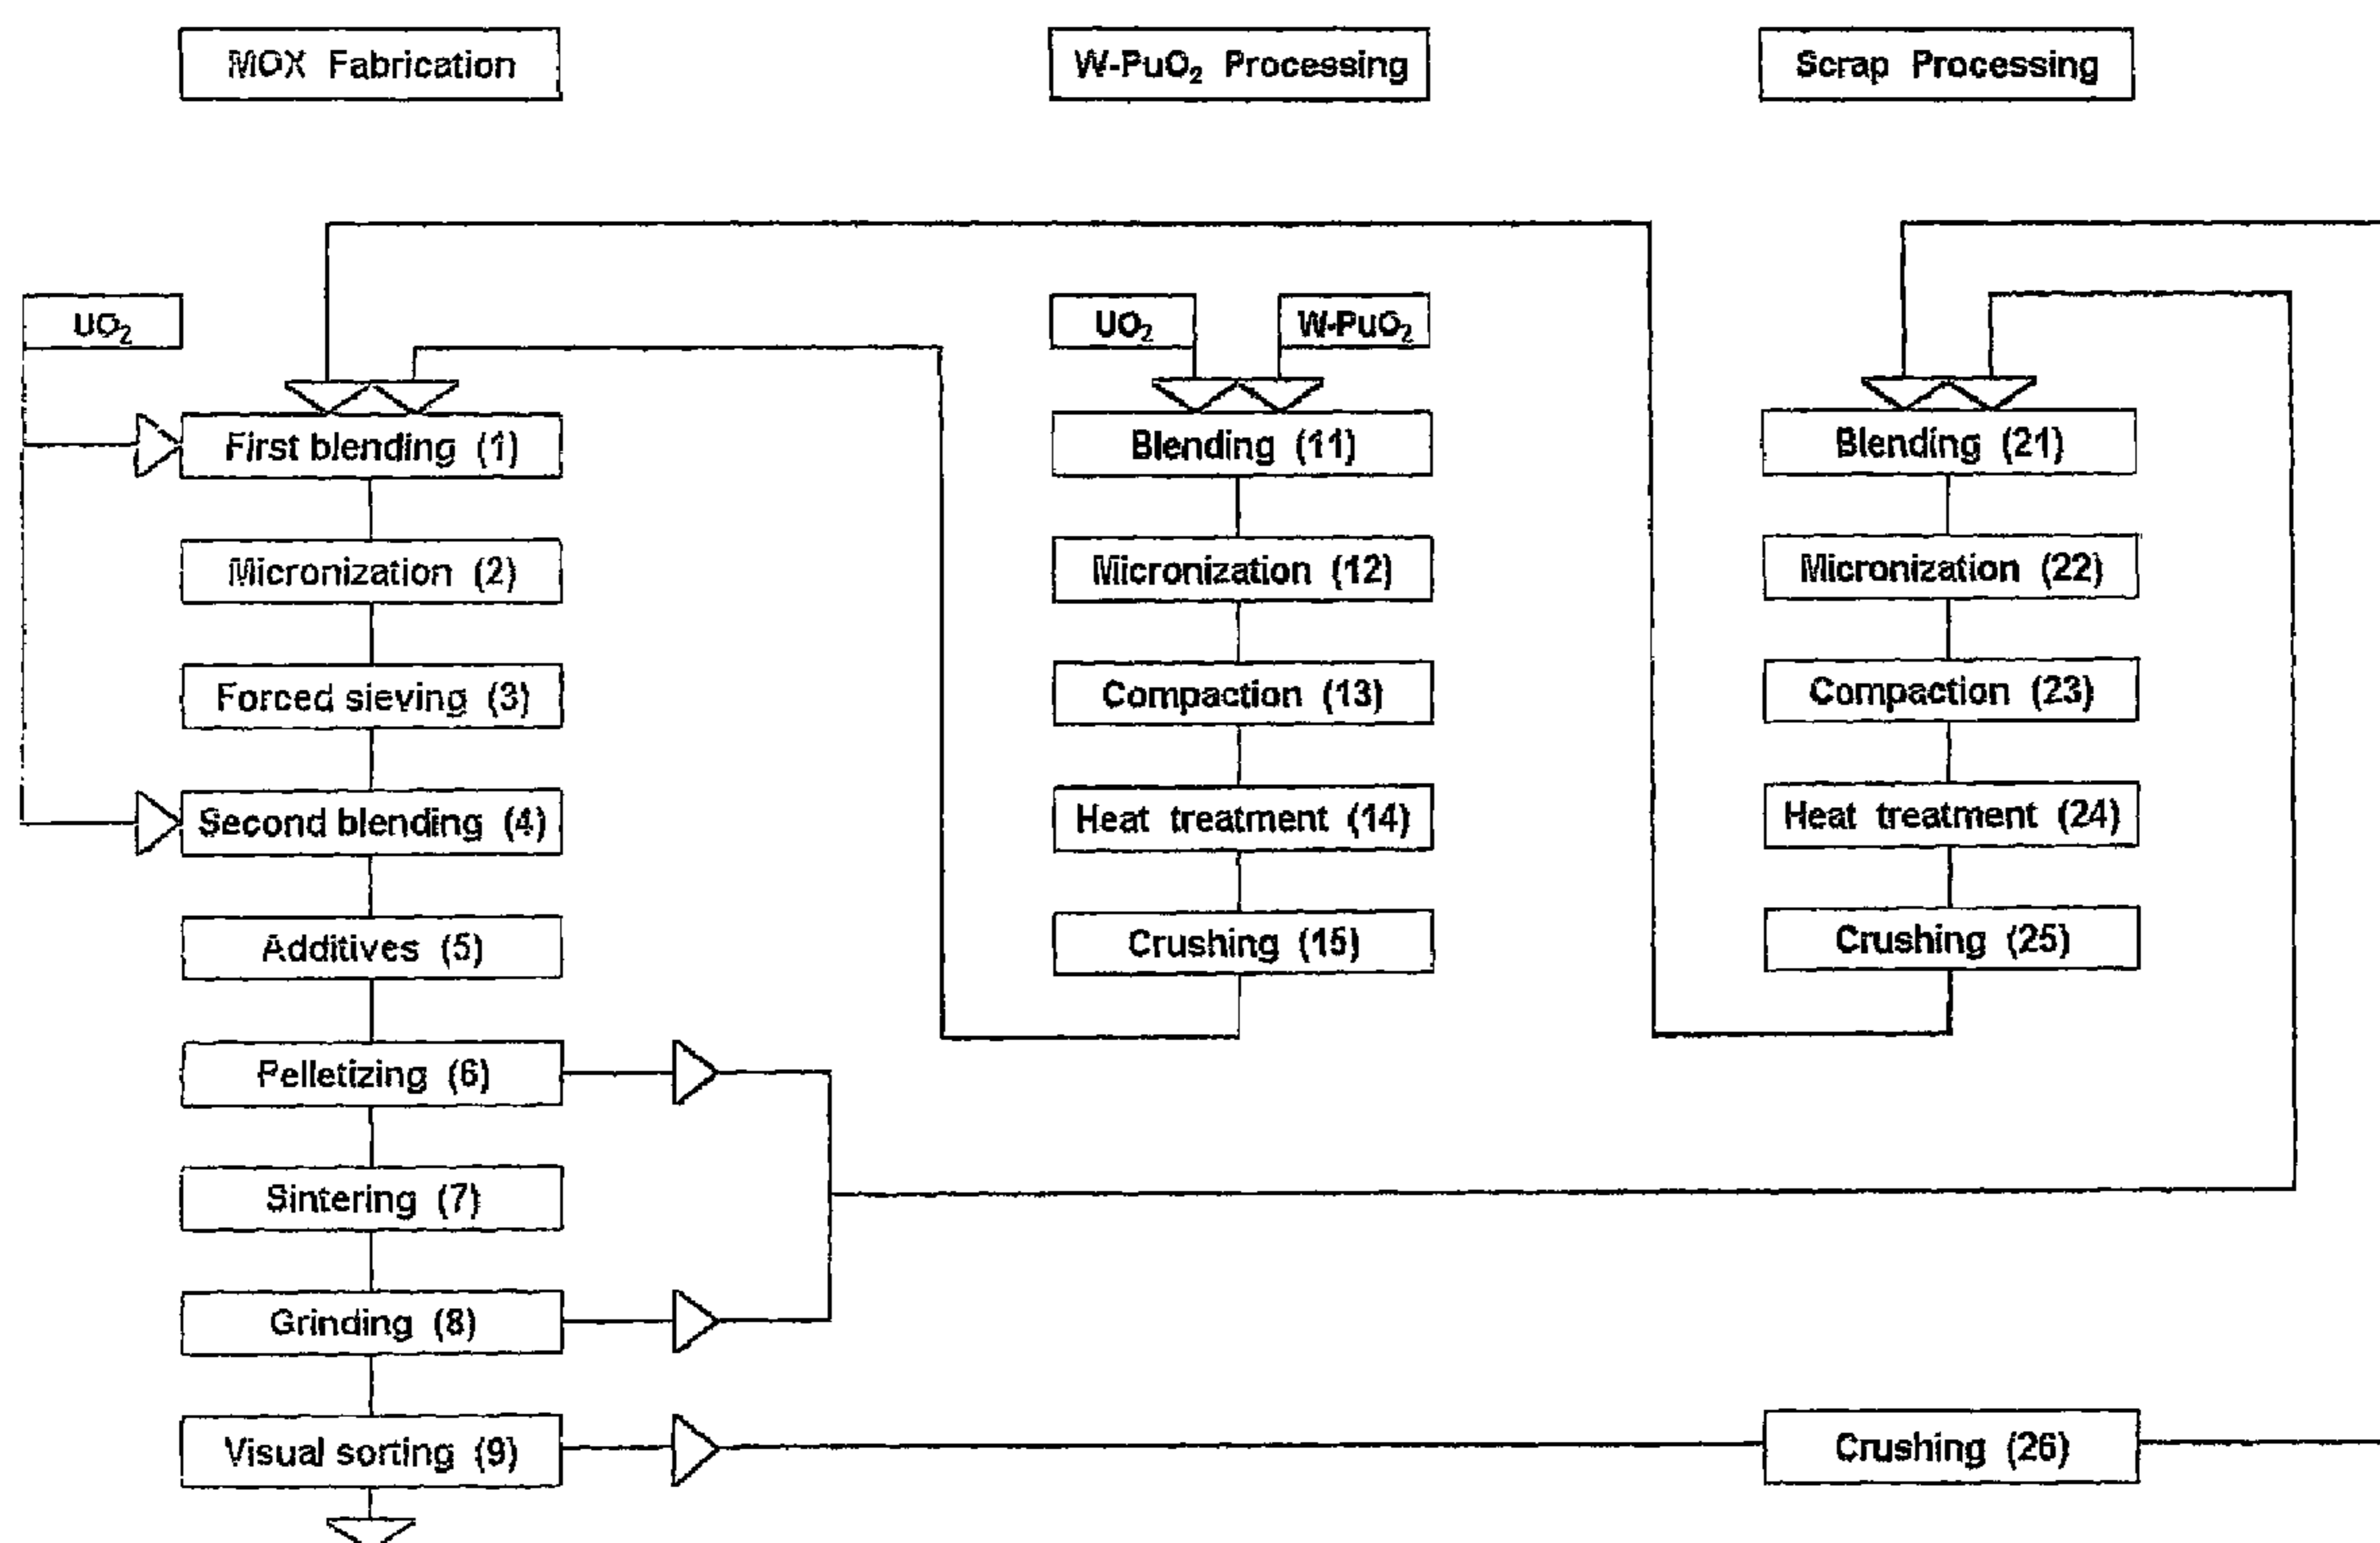 MOX Fabrication
W-PuO₂ Processing
Scrap Processing
UO₂
UO₂
W-PuO₂
First blending (1)
Blending (11)
Blending (21)
Micronization (2)
Micronization (12)
Micronization (22)
Forced sieving (3)
Compaction (13)
Compaction (23)
Second blending (4)
Heat treatment (14)
Heat treatment (24)
Additives (5)
Crushing (15)
Crushing (25)
Pelletizing (6)
Sintering (7)
Grinding (8)
Visual sorting (9)
Crushing (26)